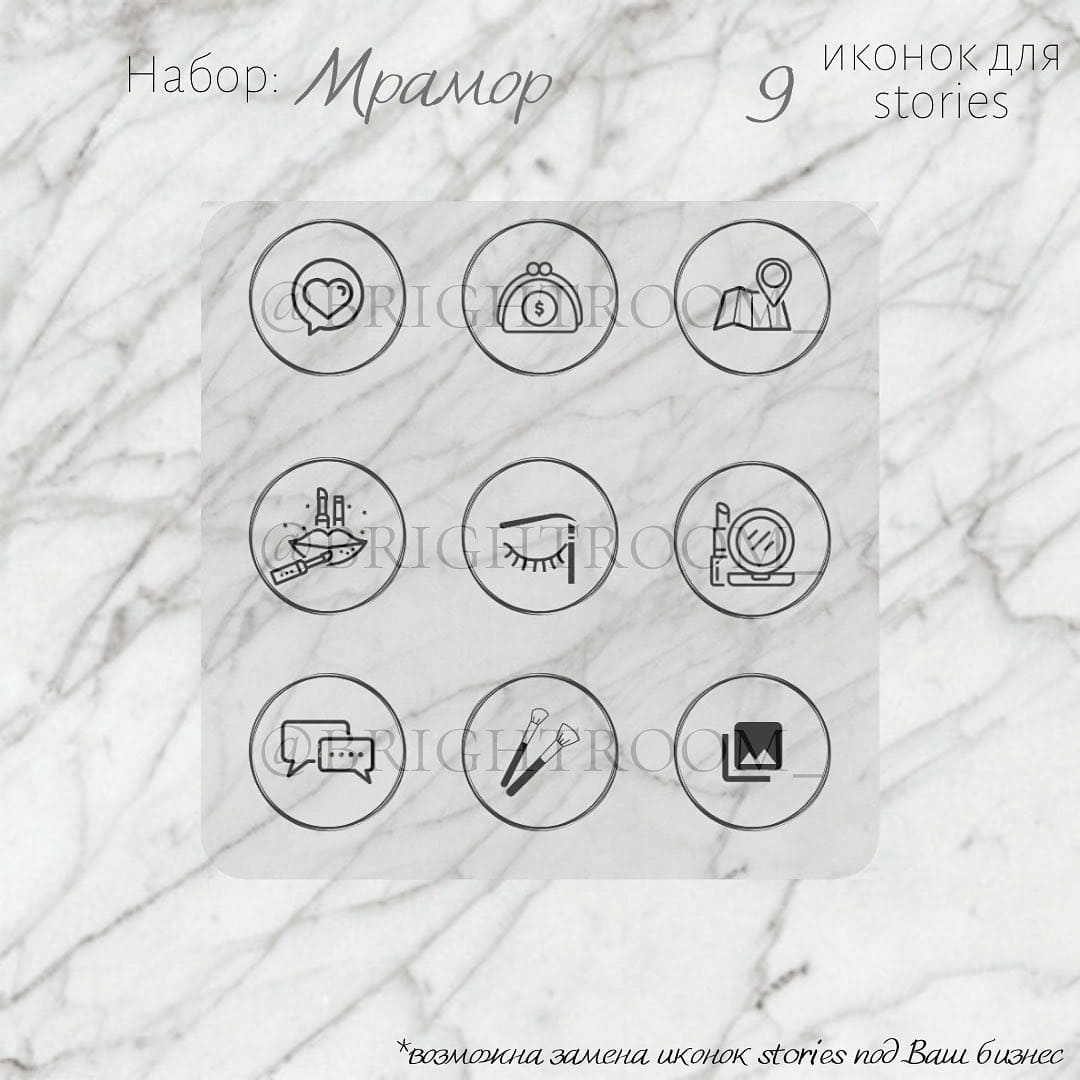 Набор: Мрамор
9 иконок для
stories
@BRIGHTROOM_
$
@BRIGHTROOM_
@BRIGHTROOM_
*возможна замена иконок stories под Ваш бизнес